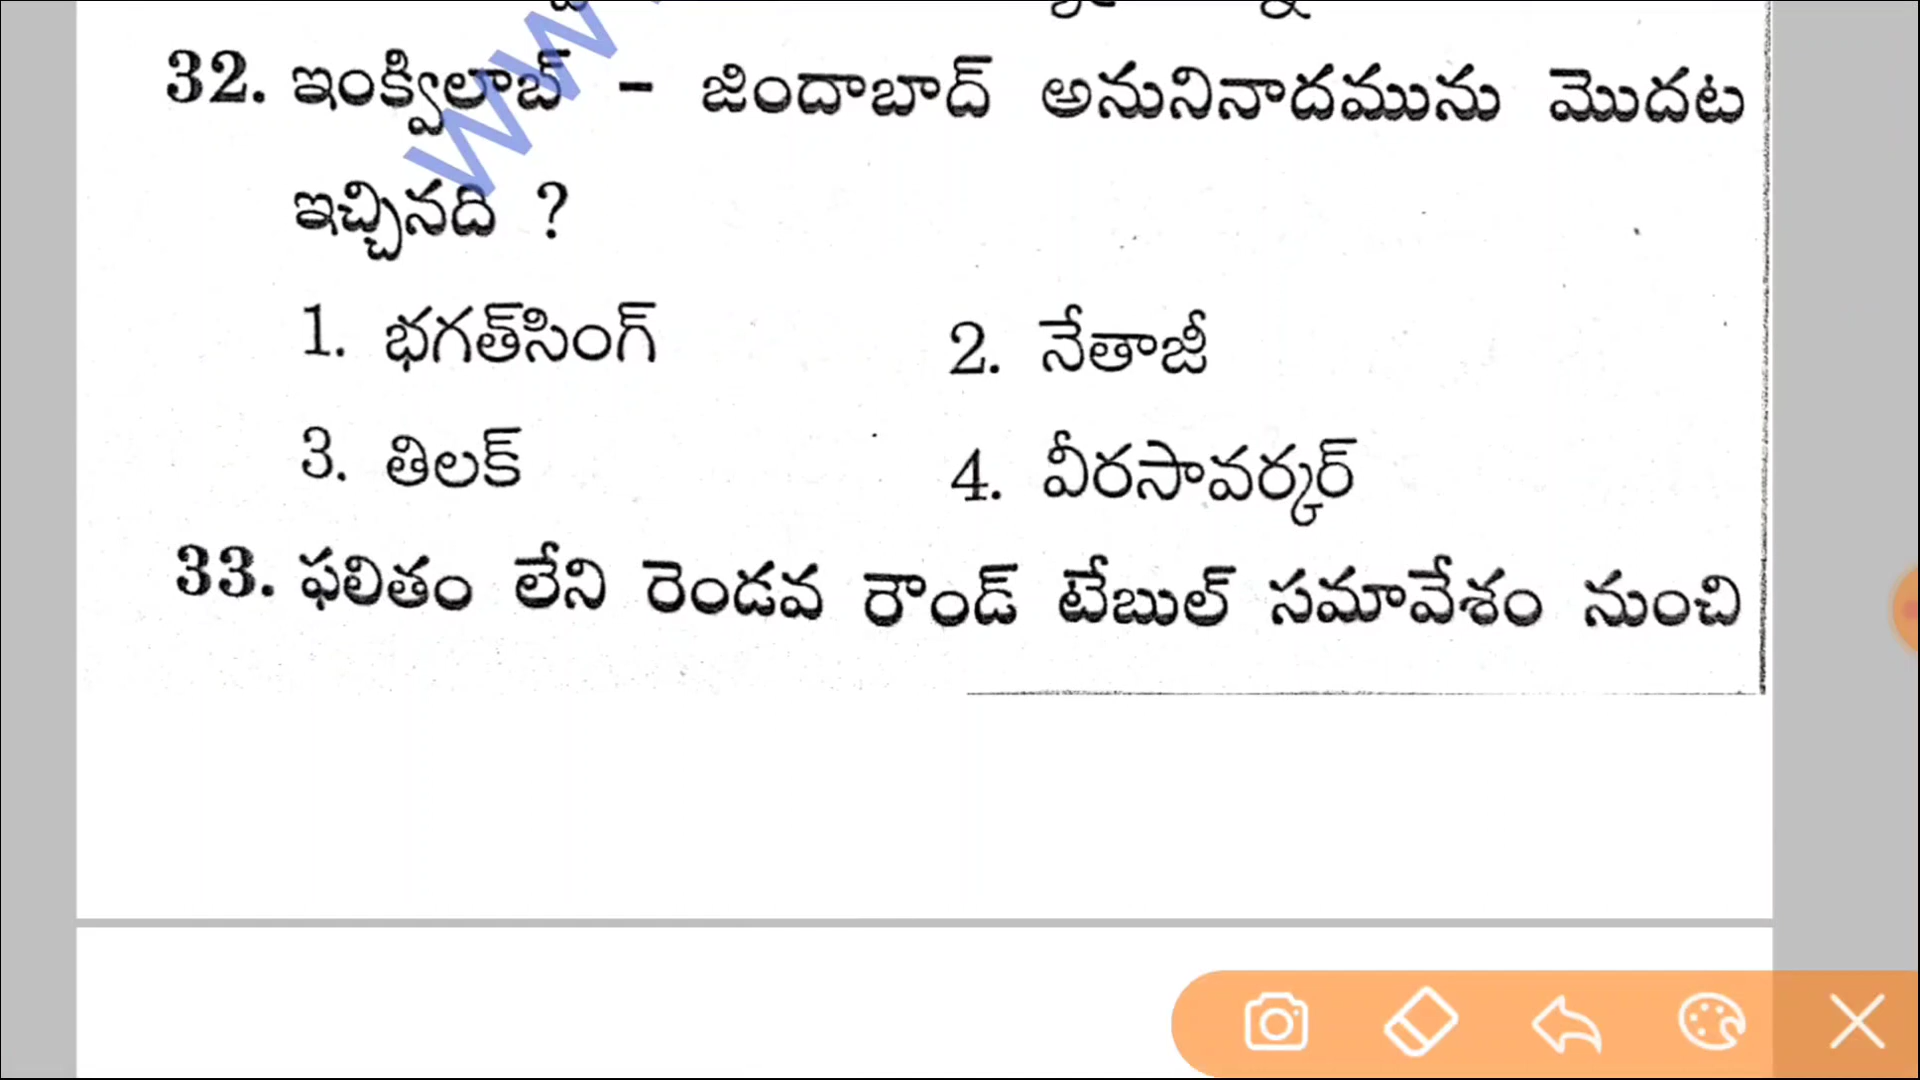 32. ఇంక్విలాబ్ - జిందాబాద్ అనునినాదమును మొదట
ఇచ్చినది ?
1. భగత్‌సింగ్ 2. నేతాజీ
3. తిలక్ 4. వీరసావర్కర్
33. ఫలితం లేని రెండవ రౌండ్ టేబుల్ సమావేశం నుంచి